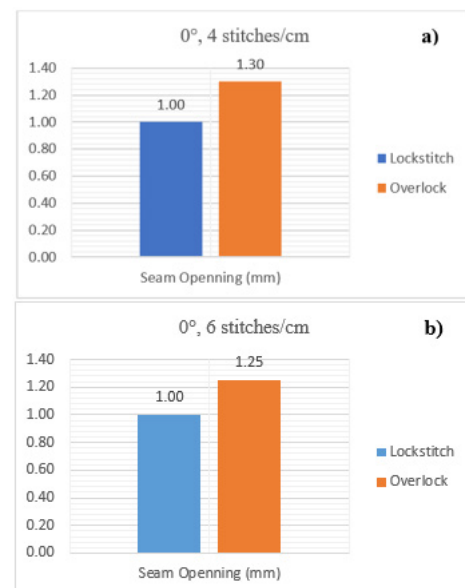 0°, 4 stitches/cm
a)
1.40
1.20
1.00
0.80
0.60
0.40
0.20
0.00
1.00
1.30
Seam Openning (mm)
Lockstitch
Overlock
0°, 6 stitches/cm
b)
1.40
1.20
1.00
0.80
0.60
0.40
0.20
0.00
1.00
1.25
Seam Openning (mm)
Lockstitch
Overlock